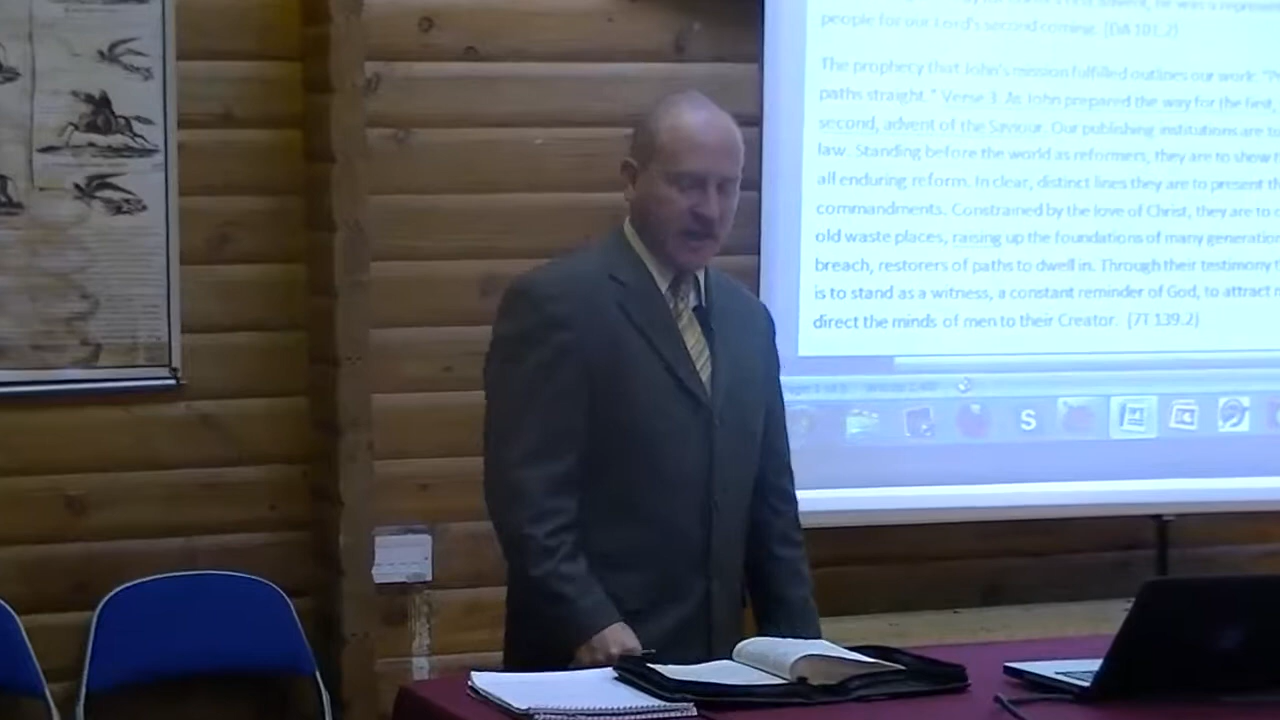 people for our Lord's second coming. (DA 101.2)
The prophecy that John's mission fulfilled outlines our work: "P
paths straight." Verse 3. As John prepared the way for the first,
second, advent of the Saviour. Our publishing institutions are to
law. Standing before the world as reformers, they are to show t
all enduring reform. In clear, distinct lines they are to present th
commandments. Constrained by the love of Christ, they are to
old waste places, raising up the foundations of many generation
breach, restorers of paths to dwell in. Through their testimony t
is to stand as a witness, a constant reminder of God, to attract
direct the minds of men to their Creator. (7T 139.2)
S